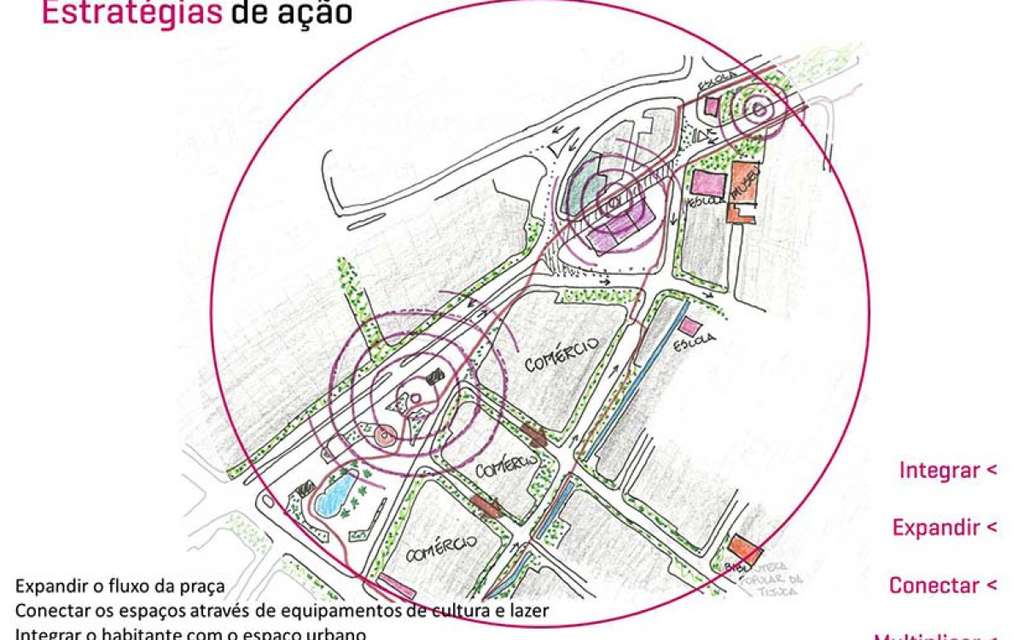 Estratégias de ação
ESCOLA
ESCOLA
MUSEU
ESCOLA
COMÉRCIO
COMÉRCIO
COMÉRCIO
BIBLIOTECA
POPULAR DA
TIJUCA
Integrar <
Expandir <
Conectar <
Multiplicar <
Expandir o fluxo da praça
Conectar os espaços através de equipamentos de cultura e lazer
Integrar o habitante com o espaço urbano